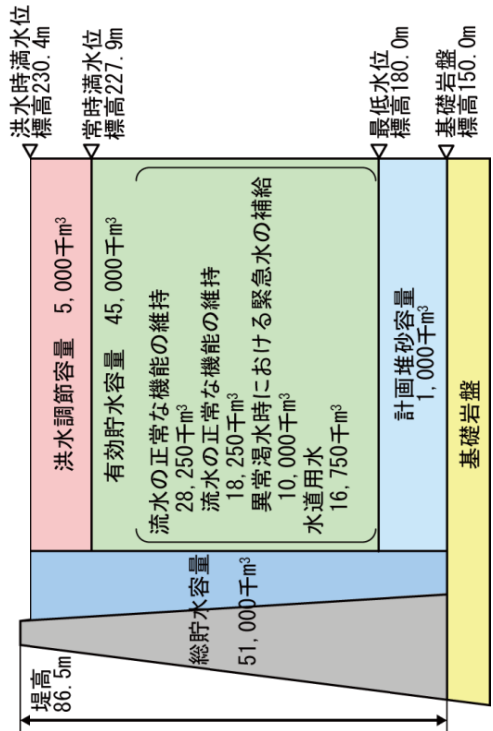 堤高
86.5m
総貯水容量
51,000千m³
洪水調節容量 5,000千m³
有効貯水容量 45,000千m³
流水の正常な機能の維持
28,250千m³
流水の正常な機能の維持
18,250千m³
異常渇水時における緊急水の補給
10,000千m³
水道用水
16,750千m³
計画堆砂容量
1,000千m³
基礎岩盤
洪水時満水位
標高230.4m
常時満水位
標高227.9m
最低水位
標高180.0m
基礎岩盤
標高150.0m